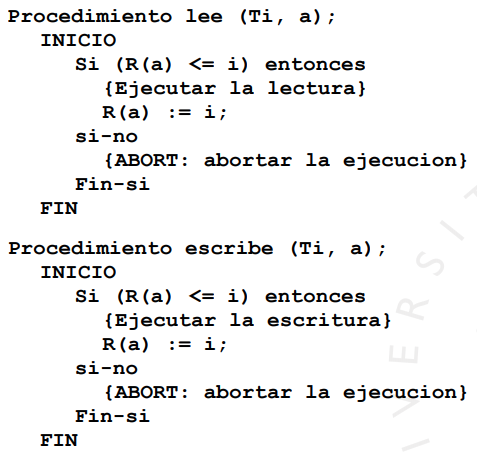 Procedimiento lee (Ti, a);
INICIO
Si (R(a) <= i) entonces
{Ejecutar la lectura}
R(a) := i;
si-no
{ABORT: abortar la ejecucion}
Fin-si
FIN
Procedimiento escribe (Ti, a);
INICIO
Si (R(a) <= i) entonces
{Ejecutar la escritura}
R(a) := i;
si-no
{ABORT: abortar la ejecucion}
Fin-si
FIN